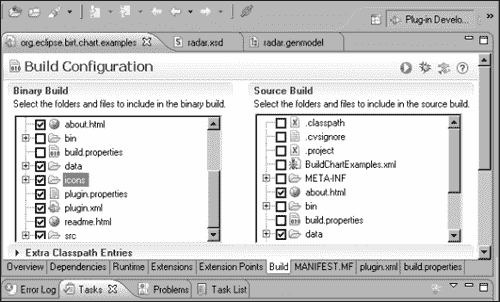 Plug-in Develo...
org.eclipse.birt.chart.examples
radar.xsd
radar.genmodel
Build Configuration
Binary Build
Select the folders and files to include in the binary build.
about.html
bin
build.properties
data
icons
plugin.properties
plugin.xml
readme.html
src
Source Build
Select the folders and files to include in the source build.
.classpath
.cvsignore
.project
BuildChartExamples.xml
META-INF
about.html
bin
build.properties
data
Extra Classpath Entries
Overview Dependencies Runtime Extensions Extension Points Build MANIFEST.MF plugin.xml build.properties
Error Log Tasks Problems Task List